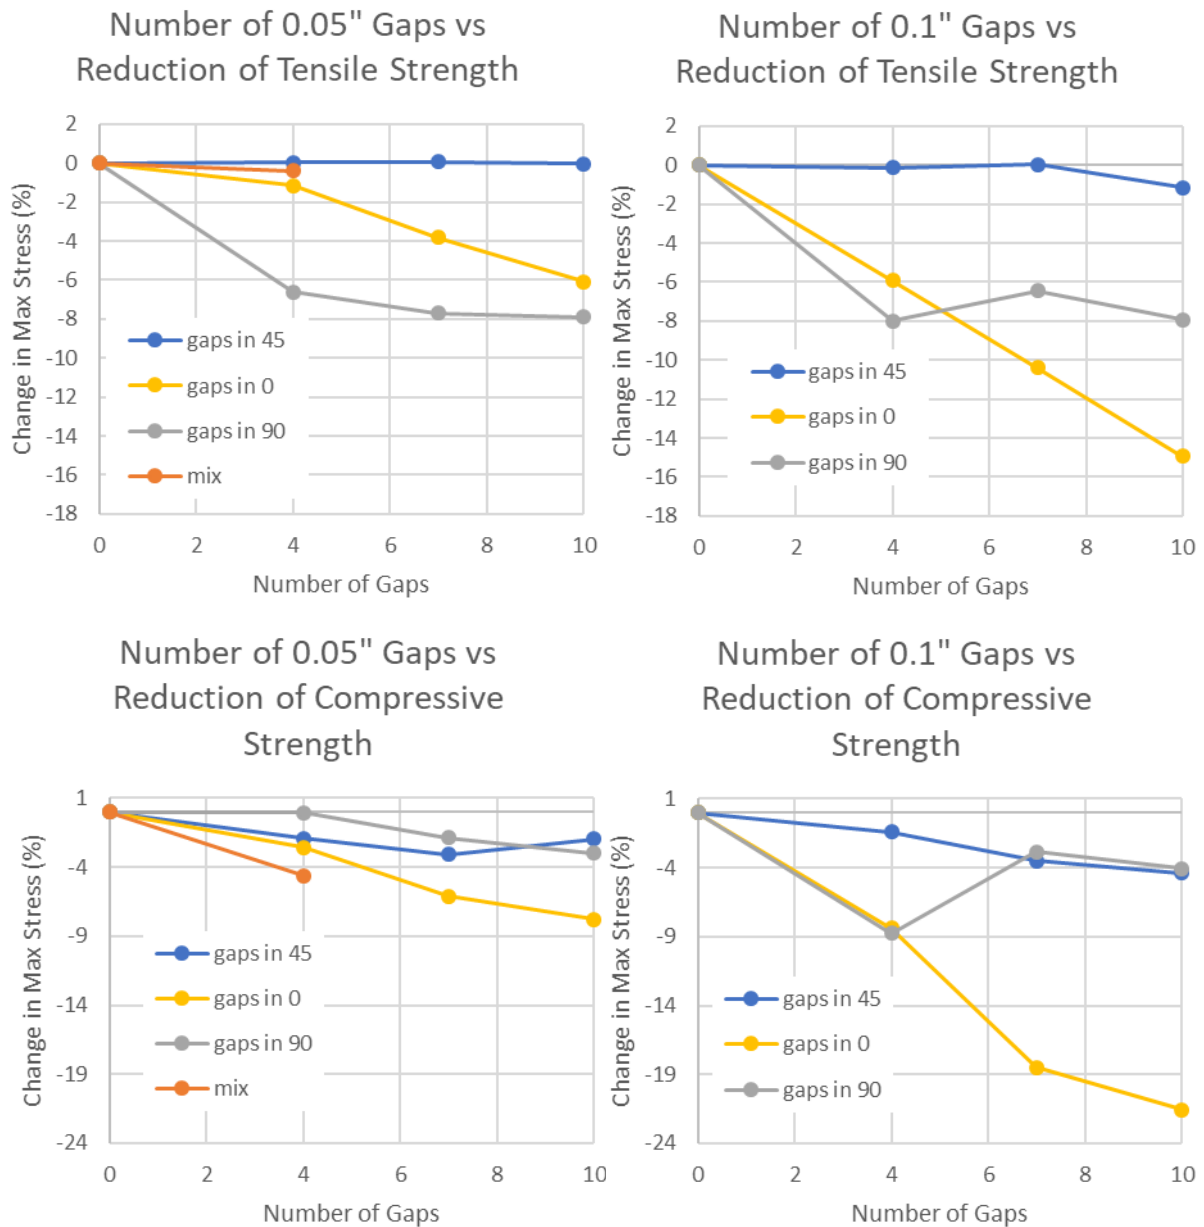 Number of 0.05" Gaps vs
Reduction of Tensile Strength
Change in Max Stress (%)
2
0
-2
-4
-6
-8
-10
-12
-14
-16
-18
gaps in 45
gaps in 0
gaps in 90
mix
0 2 4 6 8 10
Number of Gaps
Number of 0.1" Gaps vs
Reduction of Tensile Strength
Change in Max Stress (%)
2
0
-2
-4
-6
-8
-10
-12
-14
-16
-18
gaps in 45
gaps in 0
gaps in 90
0 2 4 6 8 10
Number of Gaps
Number of 0.05" Gaps vs
Reduction of Compressive
Strength
Change in Max Stress (%)
1
-4
-9
-14
-19
-24
gaps in 45
gaps in 0
gaps in 90
mix
0 2 4 6 8 10
Number of Gaps
Number of 0.1" Gaps vs
Reduction of Compressive
Strength
Change in Max Stress (%)
1
-4
-9
-14
-19
-24
gaps in 45
gaps in 0
gaps in 90
0 2 4 6 8 10
Number of Gaps